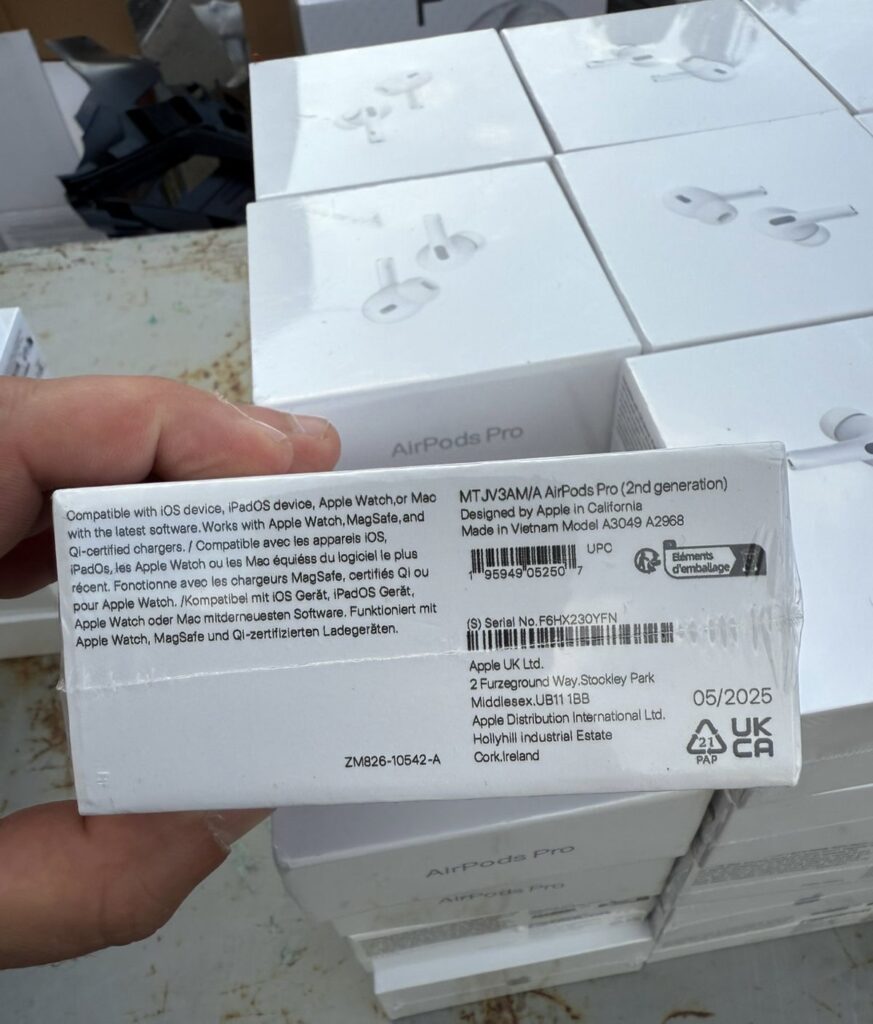 AirPods Pro
Compatible with iOS device, iPadOS device, Apple Watch,or Mac
with the latest software.Works with Apple Watch,MagSafe,and
Qi-certified chargers. / Compatible avec les appareils iOS,
iPadOs, les Apple Watch ou les Mac équiéss du logiciel le plus
récent. Fonctionne avec les chargeurs MagSafe, certifiés Qi ou
pour Apple Watch. /Kompatibel mit iOS Gerät, iPadOS Gerät,
Apple Watch oder Mac mitderneuesten Software. Funktioniert mit
Apple Watch, MagSafe und Qi-zertifizierten Ladegeräten.
ZM826-10542-A
MTJV3AM/A AirPods Pro (2nd generation)
Designed by Apple in California
Made in Vietnam Model A3049 A2968
UPC
1 95949 05250 7
Eléments
d'emballage
(S) Serial No.F6HX230YFN
Apple UK Ltd.
2 Furzeground Way.Stookley Park
Middlesex.UB11 1BB
Apple Distribution International Ltd.
Hollyhill industrial Estate
Cork.Ireland
05/2025
21
PAP
UK
CA
AirPods Pro
AirPods Pro